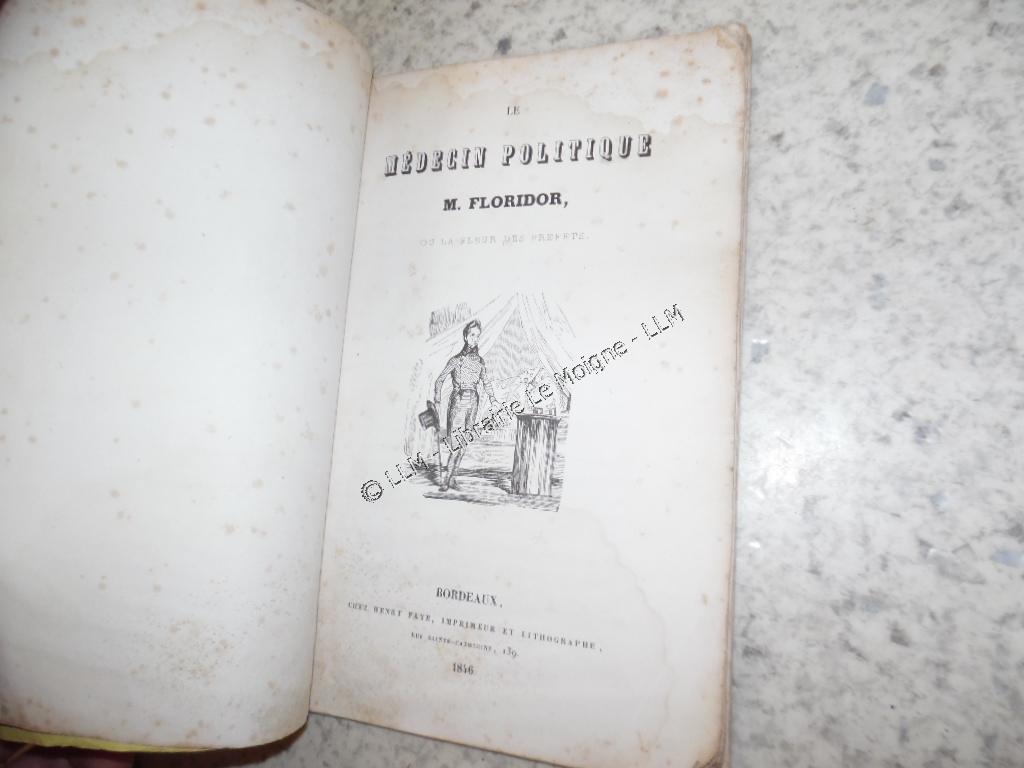 LE
MÉDECIN POLITIQUE
M. FLORIDOR,
OU LA FLEUR DES PREFETS.
© LLM - Librairie Le Moigne - LLM
BORDEAUX,
CHEZ HENRY FAYE, IMPRIMEUR ET LITHOGRAPHE,
RUE SAINTE-CATHERINE, 139.
1846